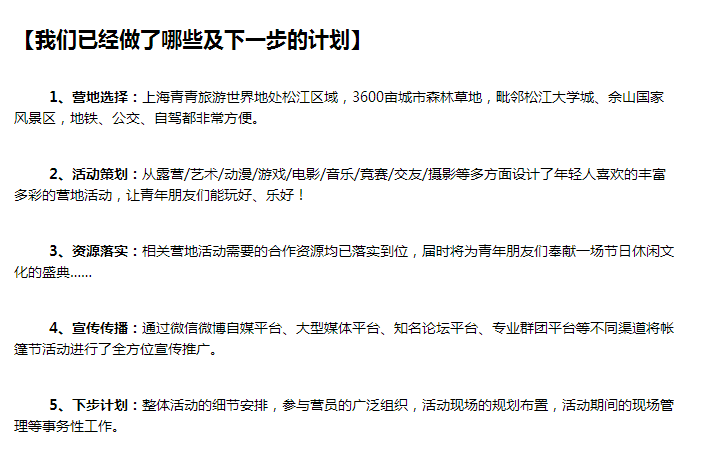 【我们已经做了哪些及下一步的计划】
1、营地选择：上海青青旅游世界地处松江区域，3600亩城市森林草地，毗邻松江大学城、佘山国家
风景区，地铁、公交、自驾都非常方便。
2、活动策划：从露营/艺术/动漫/游戏/电影/音乐/竞赛/交友/摄影等多方面设计了年轻人喜欢的丰富
多彩的营地活动，让青年朋友们能玩好、乐好！
3、资源落实：相关营地活动需要的合作资源均已落实到位，届时将为青年朋友们奉献一场节日休闲文
化的盛典......
4、宣传传播：通过微信微博自媒平台、大型媒体平台、知名论坛平台、专业群团平台等不同渠道将帐
篷节活动进行了全方位宣传推广。
5、下步计划：整体活动的细节安排，参与营员的广泛组织，活动现场的规划布置，活动期间的现场管
理等事务性工作。